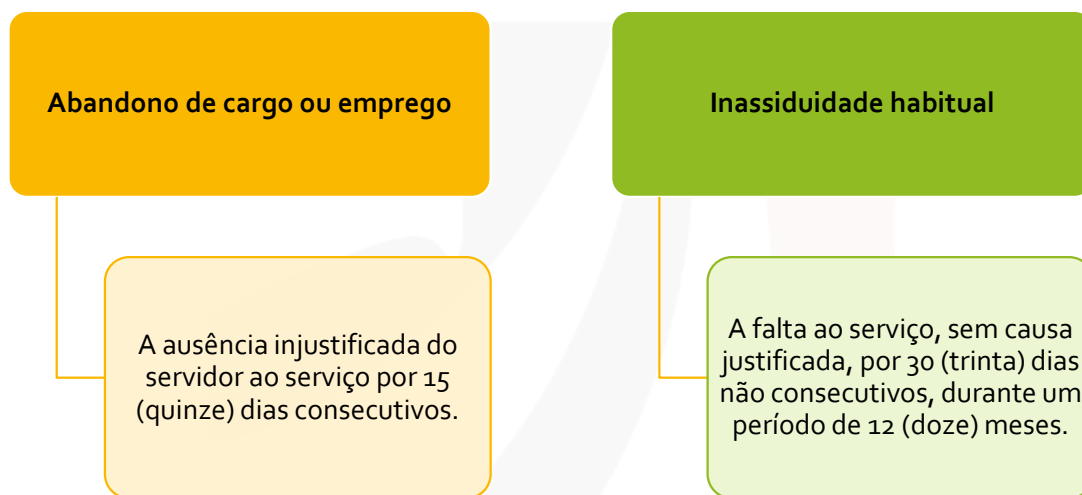 Abandono de cargo ou emprego
A ausência injustificada do
servidor ao serviço por 15
(quinze) dias consecutivos.
Inassiduidade habitual
A falta ao serviço, sem causa
justificada, por 30 (trinta) dias
não consecutivos, durante um
período de 12 (doze) meses.